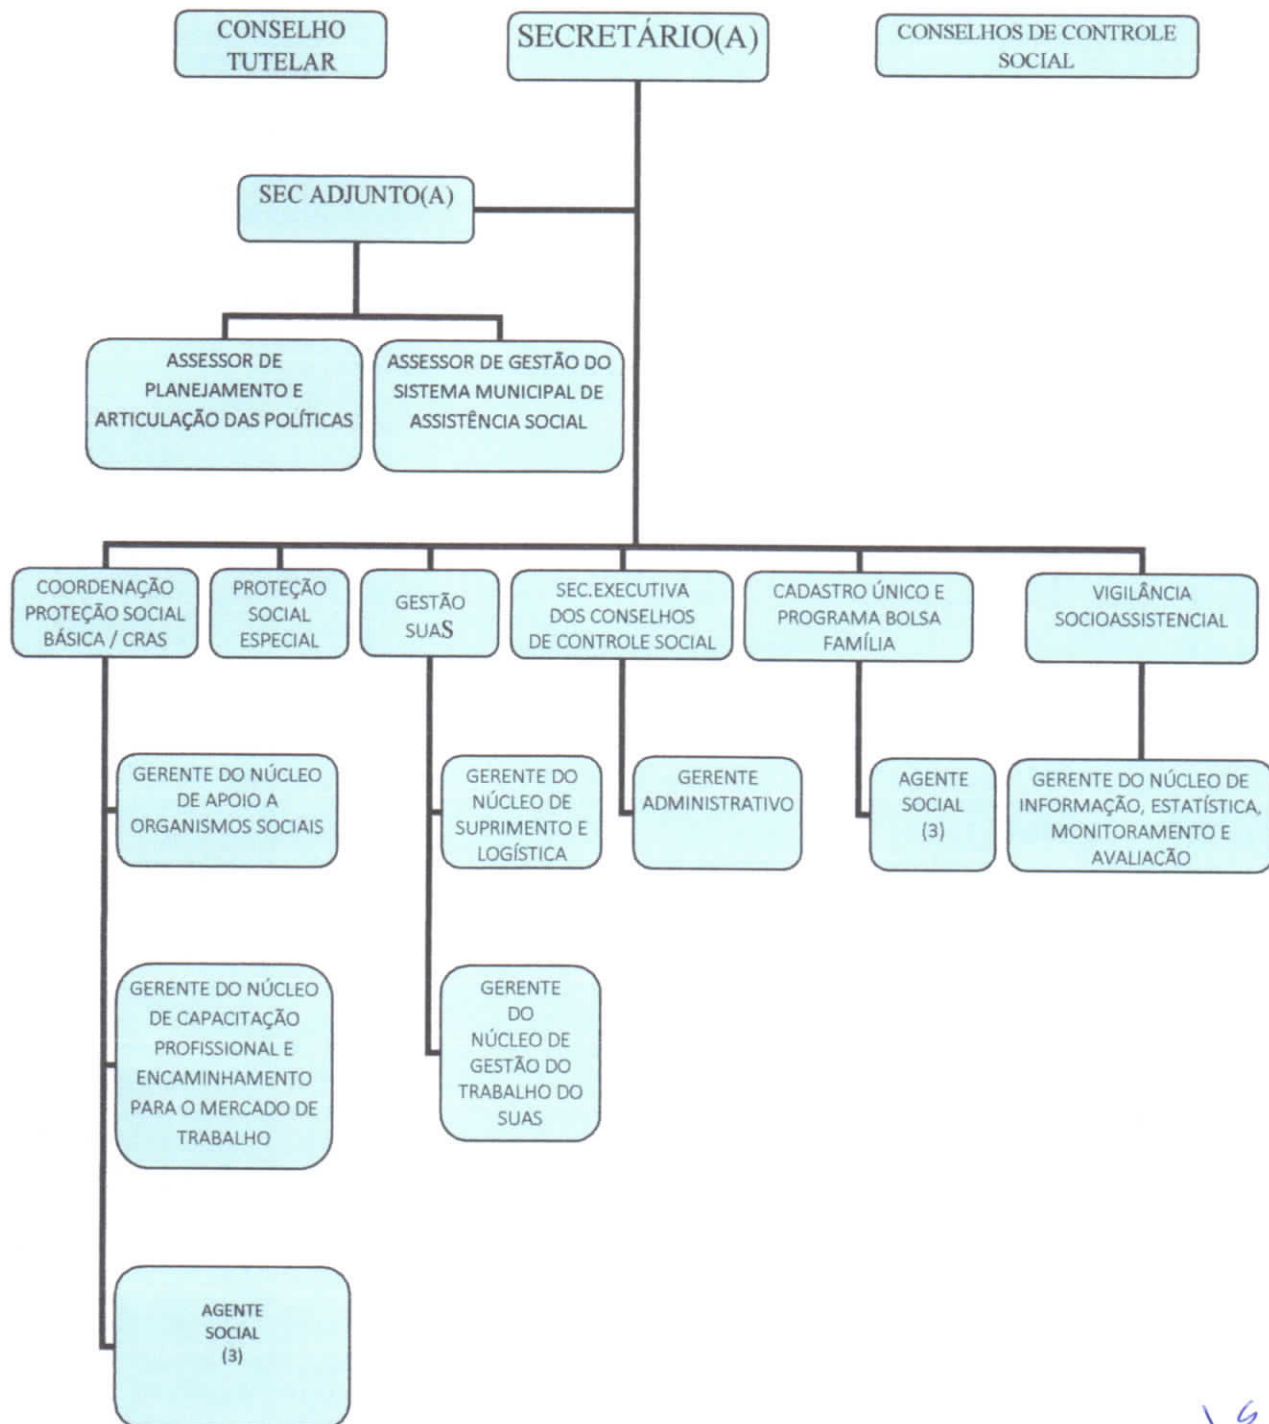 CONSELHO
TUTELAR
SECRETÁRIO(A)
CONSELHOS DE CONTROLE
SOCIAL
SEC ADJUNTO(A)
ASSESSOR DE
PLANEJAMENTO E
ARTICULAÇÃO DAS POLÍTICAS
ASSESSOR DE GESTÃO DO
SISTEMA MUNICIPAL DE
ASSISTÊNCIA SOCIAL
COORDENAÇÃO
PROTEÇÃO SOCIAL
BÁSICA / CRAS
PROTEÇÃO
SOCIAL
ESPECIAL
GESTÃO
SUAS
SEC.EXECUTIVA
DOS CONSELHOS
DE CONTROLE SOCIAL
CADASTRO ÚNICO E
PROGRAMA BOLSA
FAMÍLIA
VIGILÂNCIA
SOCIOASSISTENCIAL
GERENTE DO NÚCLEO
DE APOIO A
ORGANISMOS SOCIAIS
GERENTE DO
NÚCLEO DE
SUPRIMENTO E
LOGÍSTICA
GERENTE
ADMINISTRATIVO
AGENTE
SOCIAL
(3)
GERENTE DO NÚCLEO DE
INFORMAÇÃO, ESTATÍSTICA,
MONITORAMENTO E
AVALIAÇÃO
GERENTE DO NÚCLEO
DE CAPACITAÇÃO
PROFISSIONAL E
ENCAMINHAMENTO
PARA O MERCADO DE
TRABALHO
GERENTE
DO
NÚCLEO DE
GESTÃO DO
TRABALHO DO
SUAS
AGENTE
SOCIAL
(3)